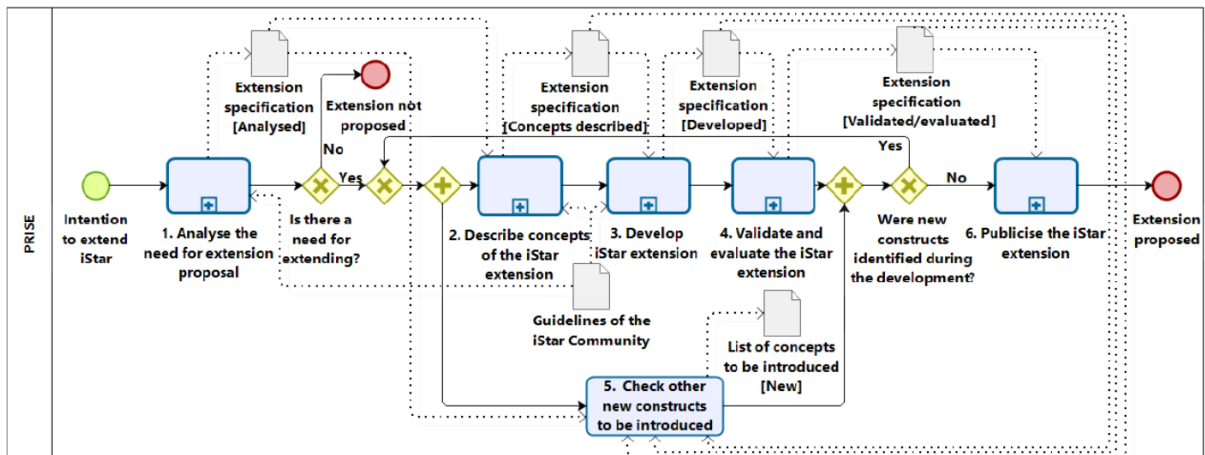 PRISE
Intention
to extend
iStar
1. Analyse the
need for extension
proposal
Extension
specification
[Analysed]
Extension not
proposed
No
Yes
Is there a
need for
extending?
2. Describe concepts
of the iStar
extension
Extension
specification
[Concepts described]
3. Develop
iStar extension
Extension
specification
[Developed]
4. Validate and
evaluate the iStar
extension
Extension
specification
[Validated/evaluated]
Yes
No
Were new
constructs
identified during
the development?
6. Publicise the iStar
extension
Extension
proposed
Guidelines of the
iStar Community
List of concepts
to be introduced
[New]
5. Check other
new constructs
to be introduced